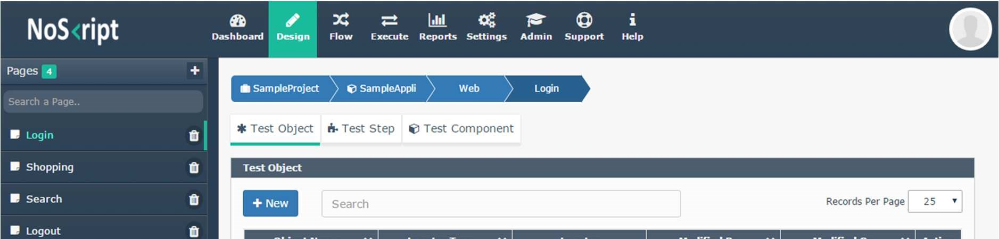 NoS<ript
Dashboard Design Flow Execute Reports Settings Admin Support Help
Pages 4
Search a Page..
Login
Shopping
Search
Logout
SampleProject SampleAppli Web Login
Test Object Test Step Test Component
Test Object
New Search Records Per Page 25